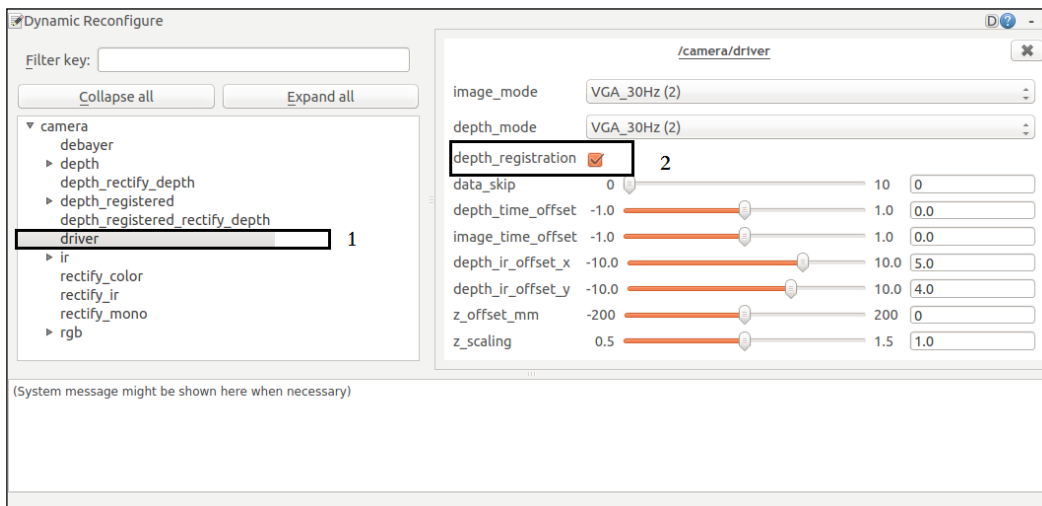 Dynamic Reconfigure
D ? -
Filter key:
Collapse all Expand all
camera
debayer
depth
depth_rectify_depth
depth_registered
depth_registered_rectify_depth
driver 1
ir
rectify_color
rectify_ir
rectify_mono
rgb
/camera/driver
image_mode VGA_30Hz (2)
depth_mode VGA_30Hz (2)
depth_registration 2
data_skip 0 10 0
depth_time_offset -1.0 1.0 0.0
image_time_offset -1.0 1.0 0.0
depth_ir_offset_x -10.0 10.0 5.0
depth_ir_offset_y -10.0 10.0 4.0
z_offset_mm -200 200 0
z_scaling 0.5 1.5 1.0
(System message might be shown here when necessary)